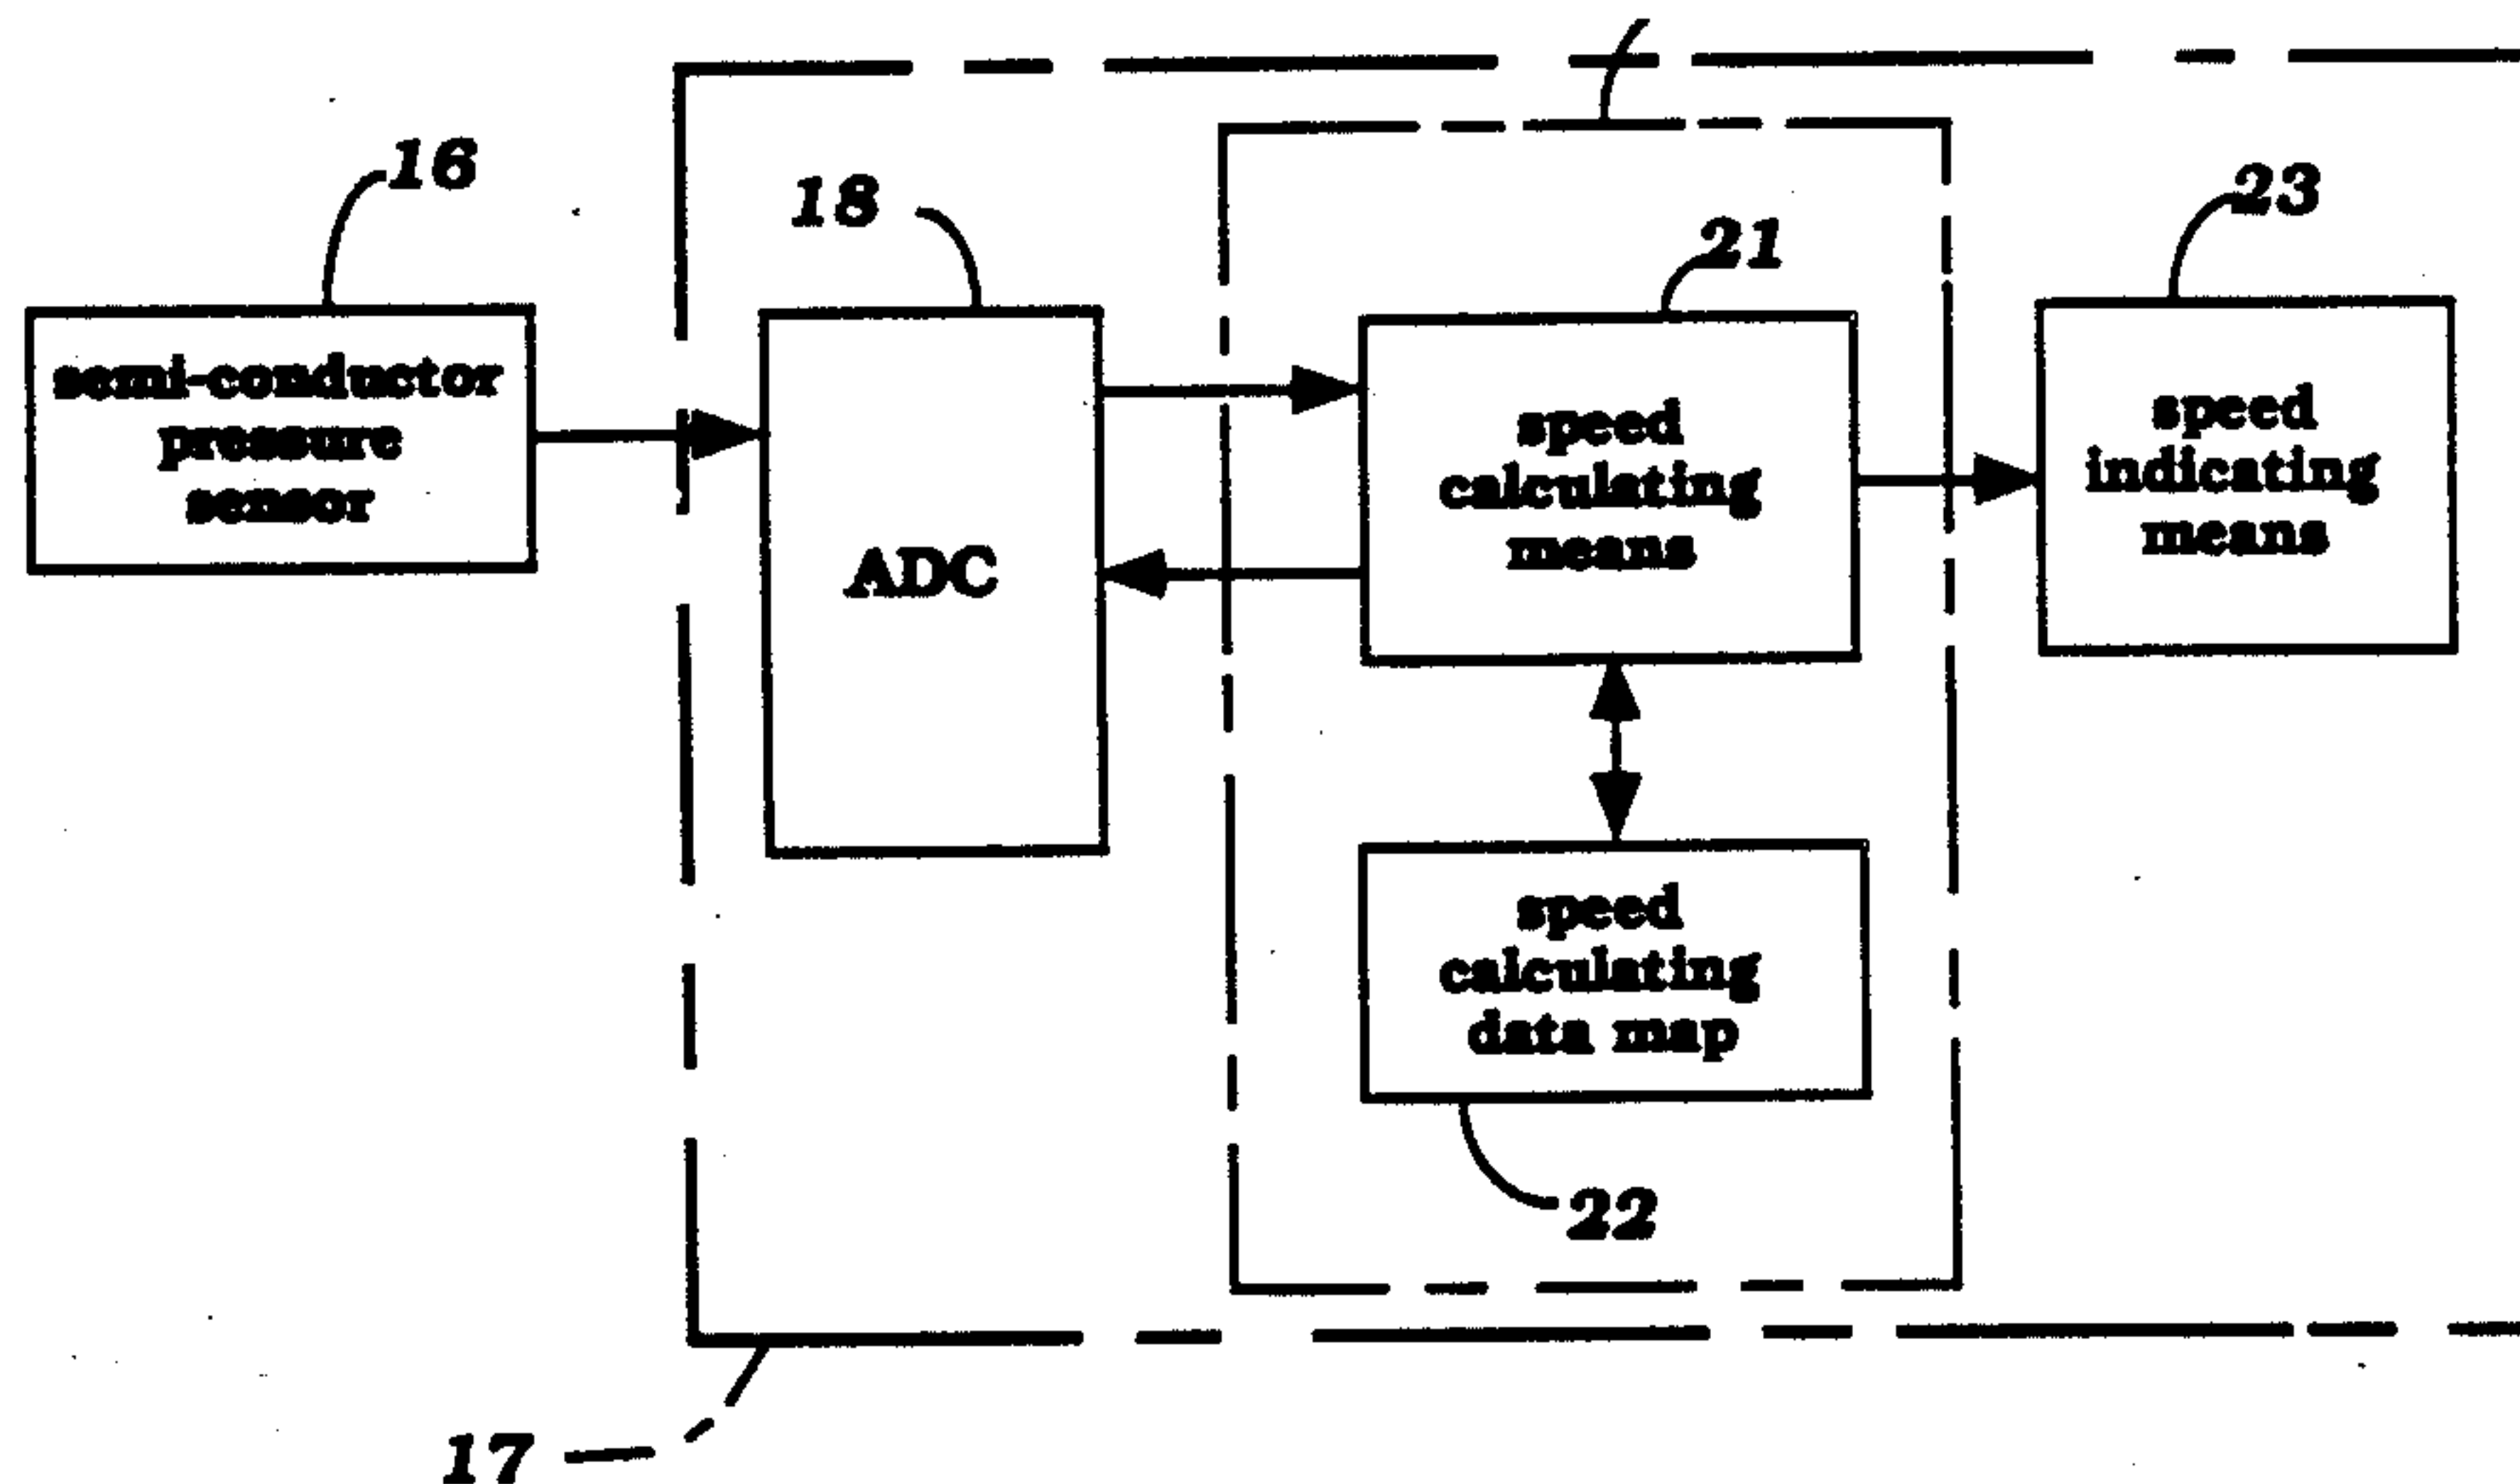 16
18
21
23
semi-conductor
pressure
sensor
ADC
speed
calculating
means
speed
indicating
means
speed
calculating
data map
22
17